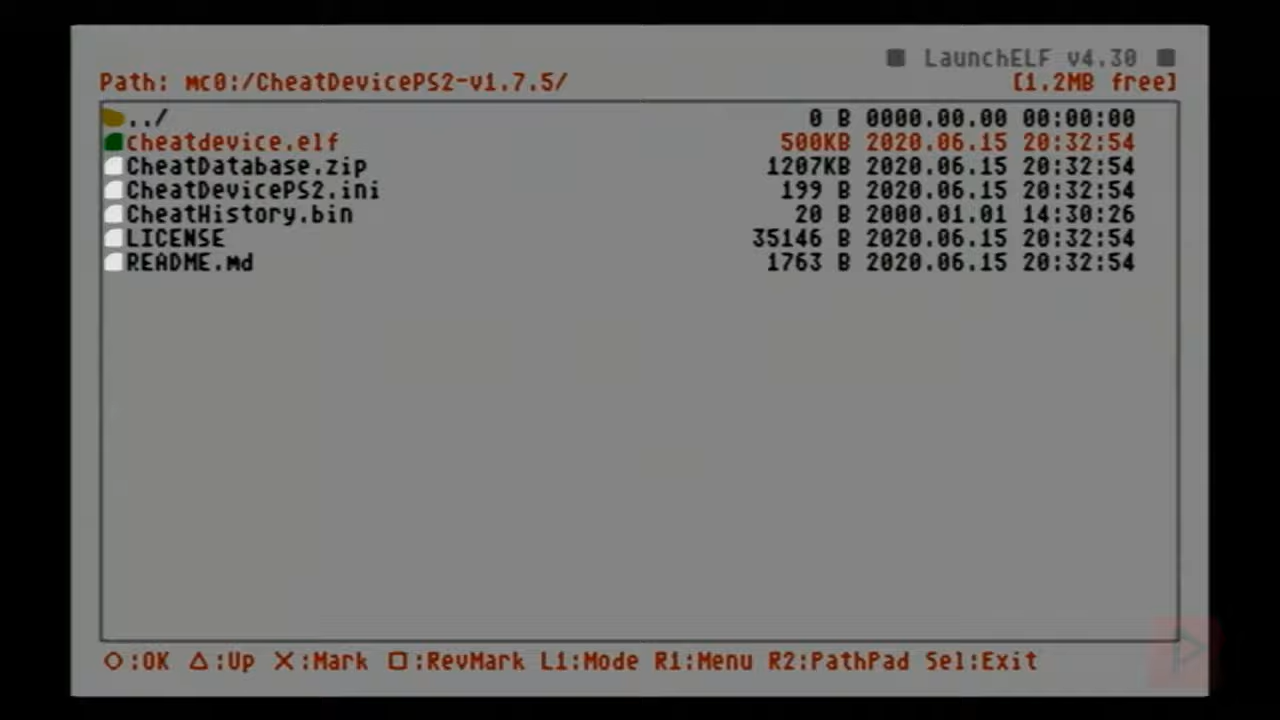 ■ LaunchELF v4.30 ■
Path: mc0:/CheatDevicePS2-v1.7.5/ [1.2MB free]
../ 0 B 0000.00.00 00:00:00
cheatdevice.elf 500KB 2020.06.15 20:32:54
CheatDatabase.zip 1207KB 2020.06.15 20:32:54
CheatDevicePS2.ini 199 B 2020.06.15 20:32:54
CheatHistory.bin 20 B 2000.01.01 14:30:26
LICENSE 35146 B 2020.06.15 20:32:54
README.md 1763 B 2020.06.15 20:32:54
○:OK △:Up ×:Mark □:RevMark L1:Mode R1:Menu R2:PathPad Sel:Exit